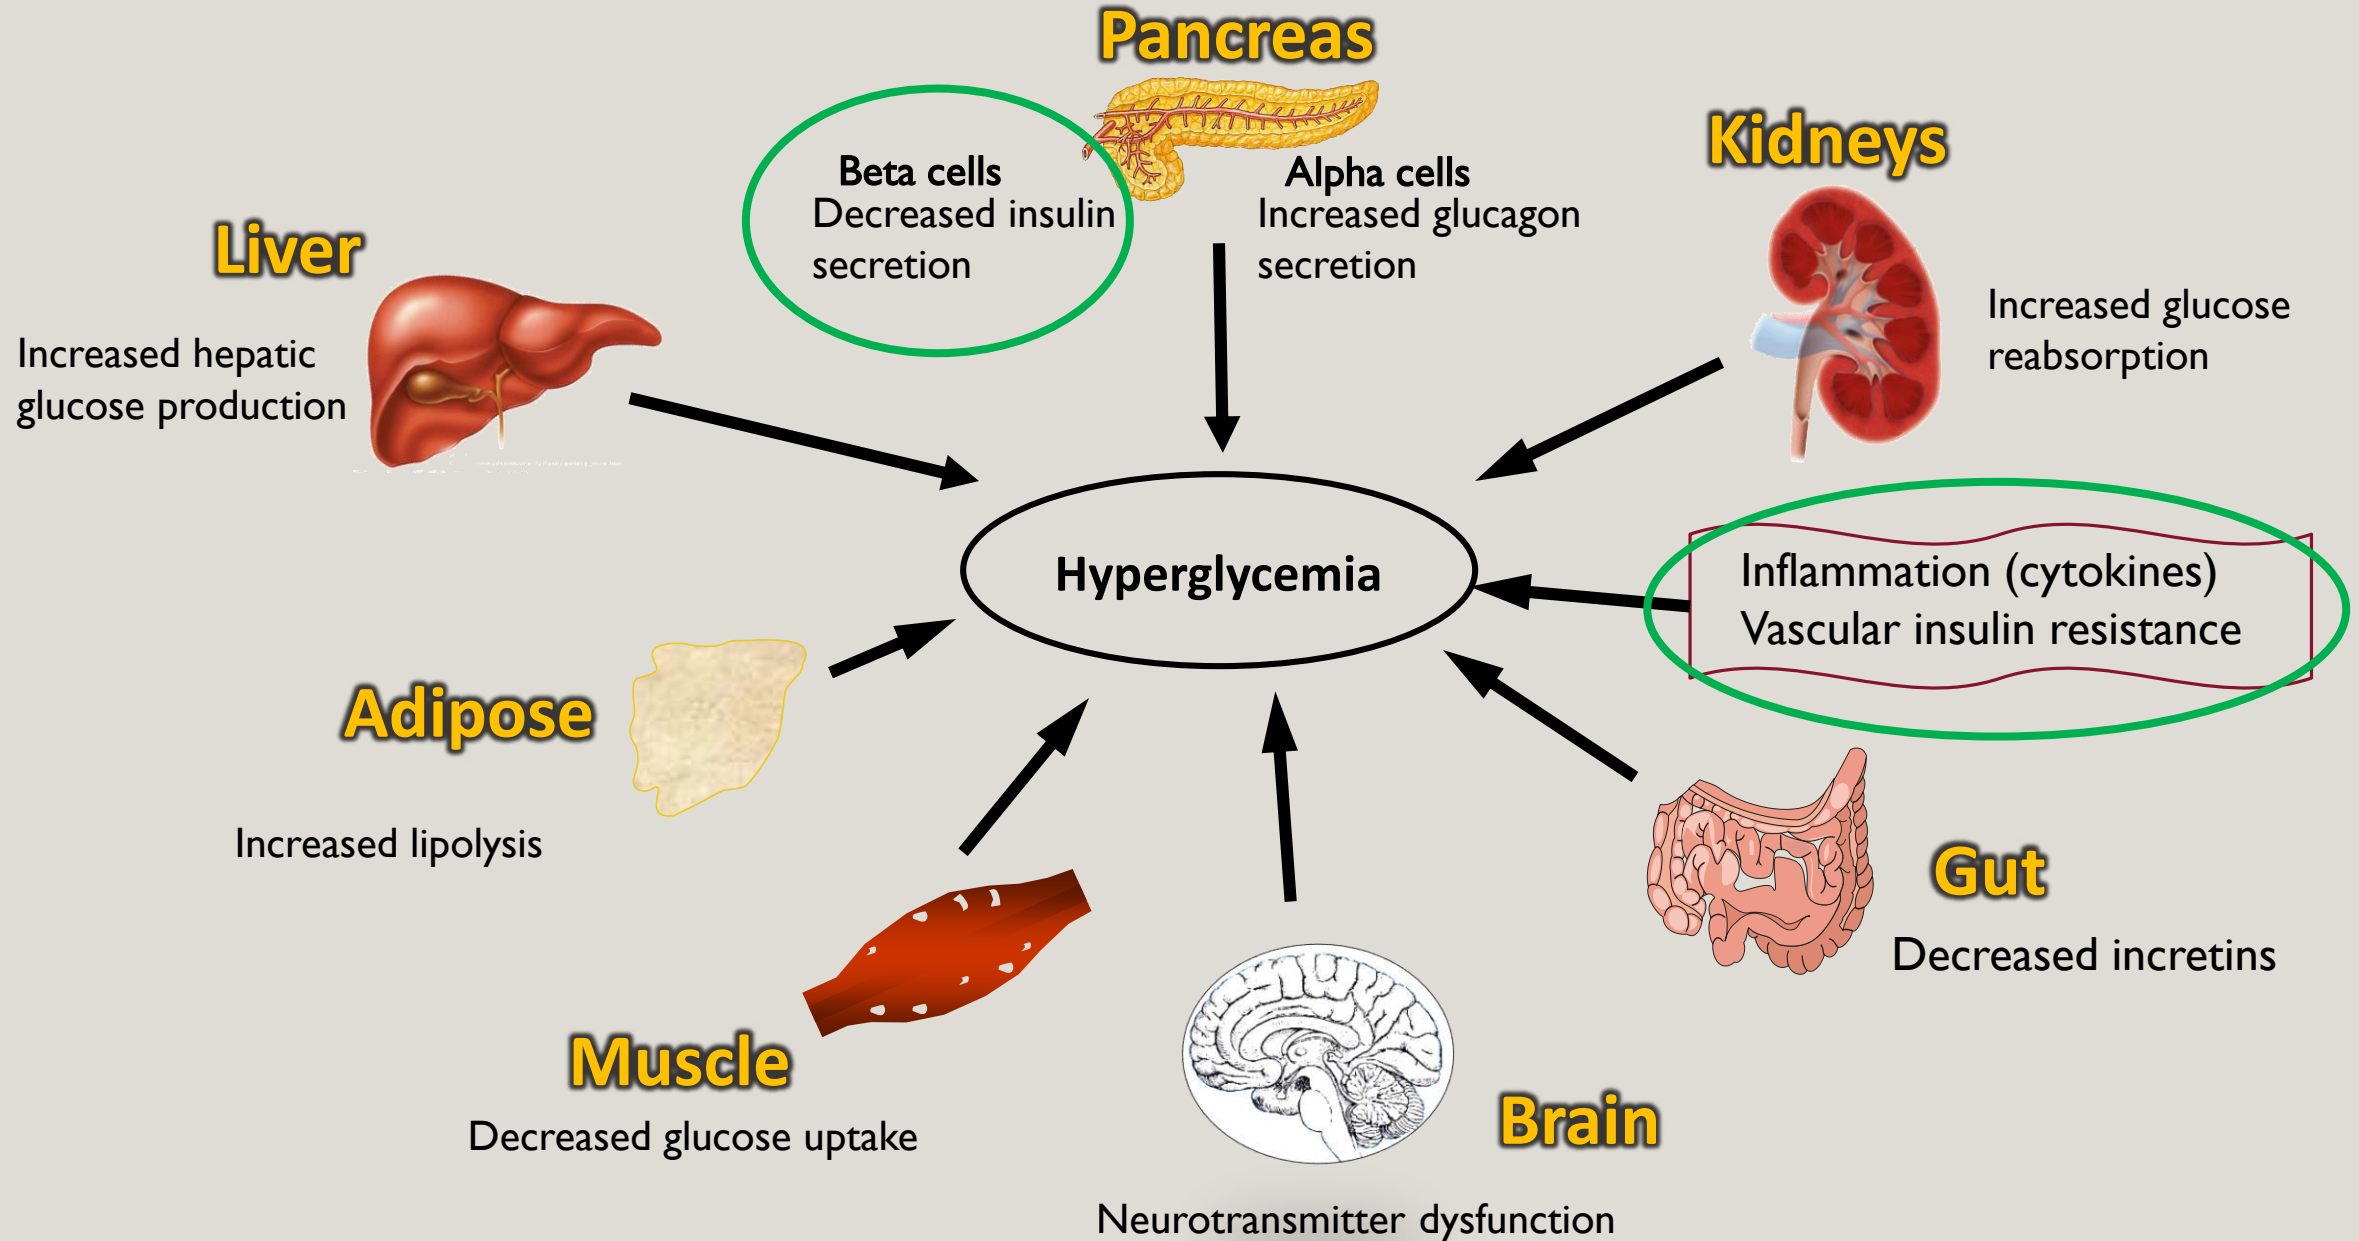 Pancreas
Beta cells
Decreased insulin
secretion
Alpha cells
Increased glucagon
secretion
Kidneys
Increased glucose
reabsorption
Liver
Increased hepatic
glucose production
Hyperglycemia
Inflammation (cytokines)
Vascular insulin resistance
Adipose
Increased lipolysis
Gut
Decreased incretins
Muscle
Decreased glucose uptake
Brain
Neurotransmitter dysfunction